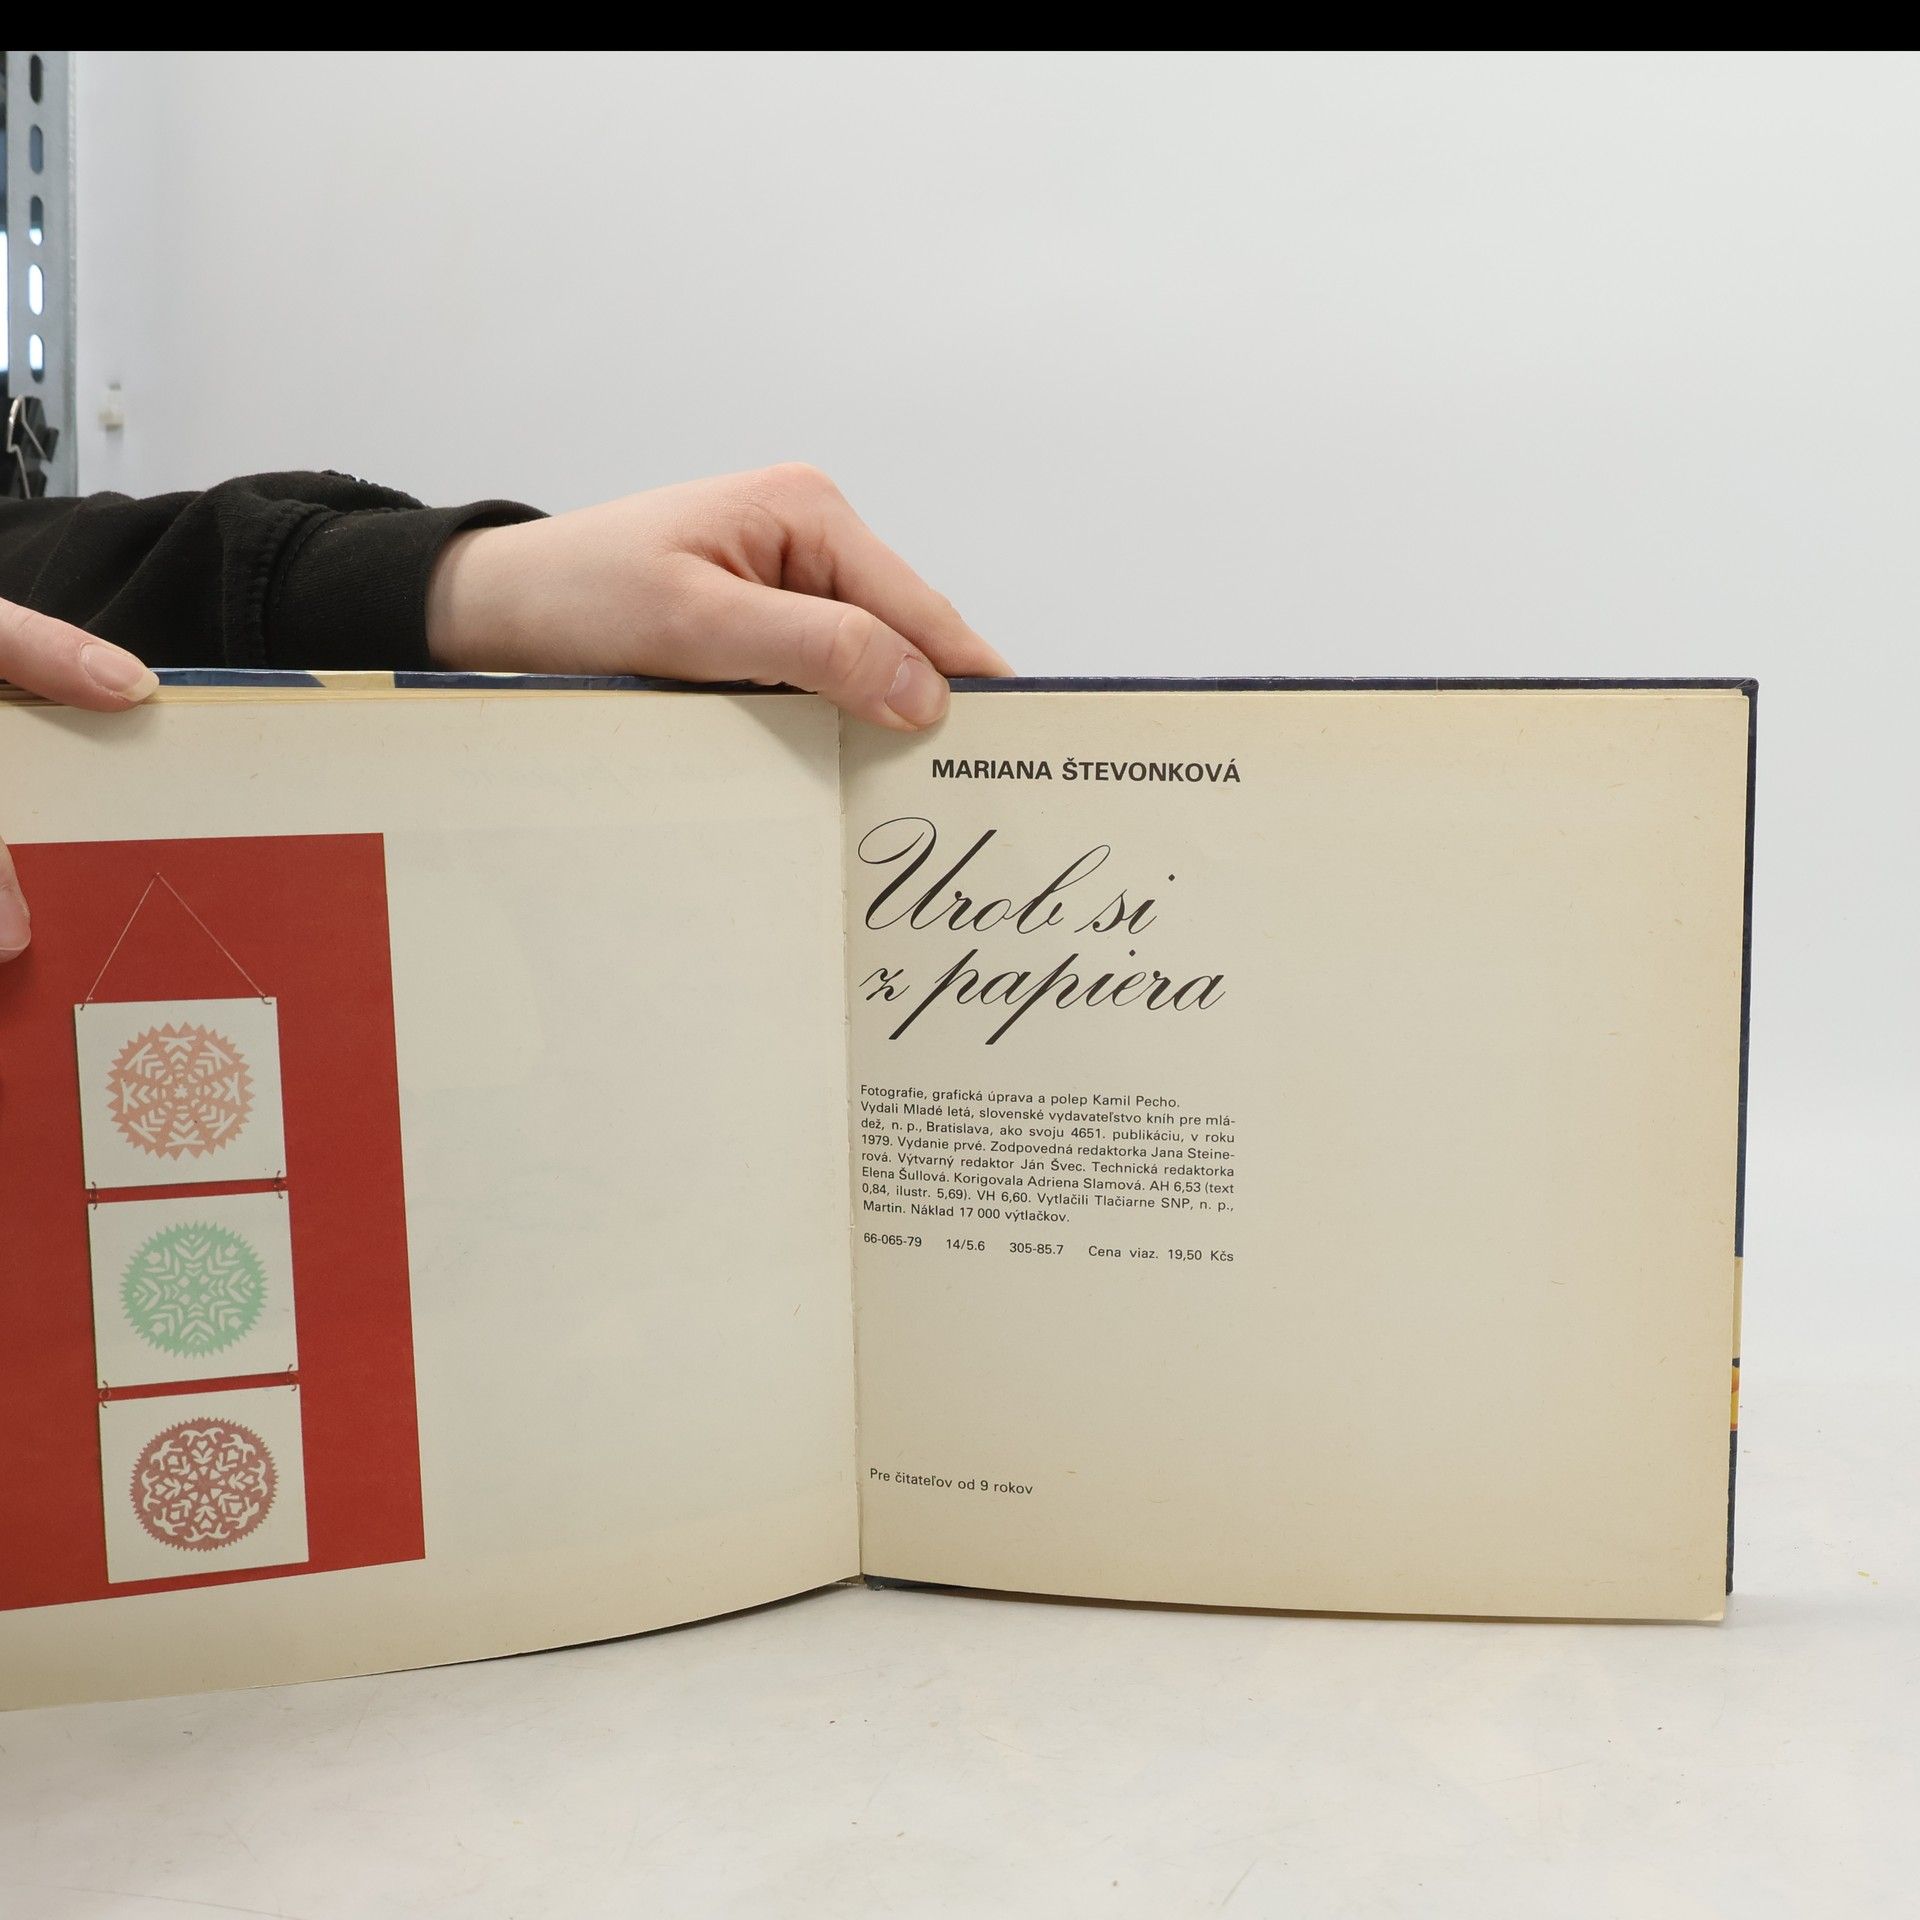 MARIANA ŠTEVONKOVÁ
Urob si
z papiera
Fotografie, grafická úprava a polep Kamil Pecho.
Vydali Mladé letá, slovenské vydavateľstvo kníh pre mlá-
dež, n. p., Bratislava, ako svoju 4651. publikáciu, v roku
1979. Vydanie prvé. Zodpovedná redaktorka Jana Steine-
rová. Výtvarný redaktor Ján Švec. Technická redaktorka
Elena Šullová. Korigovala Adriena Slamová. AH 6,53 (text
0,84, ilustr. 5,69). VH 6,60. Vytlačili Tlačiarne SNP, n. p.,
Martin. Náklad 17 000 výtlačkov.
66-065-79 14/5.6 305-85.7 Cena viaz. 19,50 Kčs
Pre čitateľov od 9 rokov